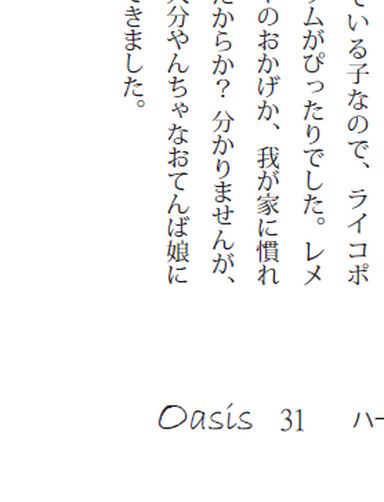 ている子なので、ライコポ
ムがぴったりでした。レメ
のおかげか、我が家に慣れ
からか？分かりませんが、
分やんちゃなおてんば娘に
きました。
Oasis 31 ハー